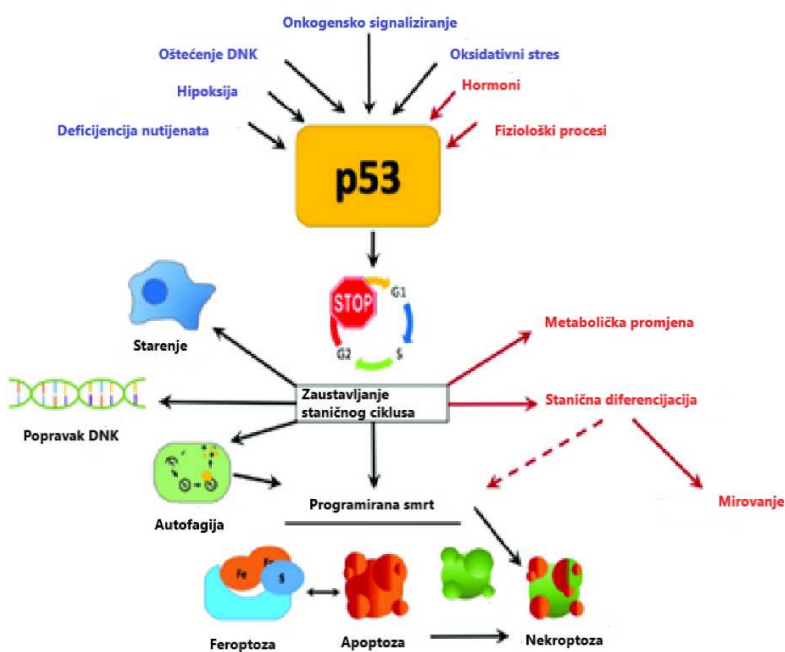 Onkogensko signaliziranje
Oštećenje DNK
Oksidativni stres
Hipoksija
Hormoni
Deficijencija nutijenata
Fiziološki procesi
p53
STOP
G1
S
G2
Starenje
Metabolička promjena
Zaustavljanje
staničnog ciklusa
Stanična diferencijacija
Popravak DNK
Autofagija
Programirana smrt
Mirovanje
Fe
Fe
S
Feroptoza
Apoptoza
Nekroptoza